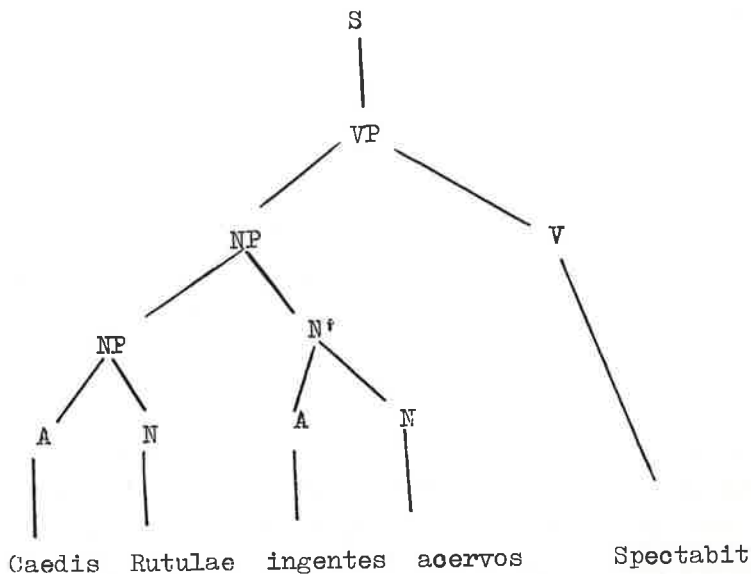 S
VP
NP V
NP N'
A N A N
Caedis Rutulae ingentes acervos Spectabit